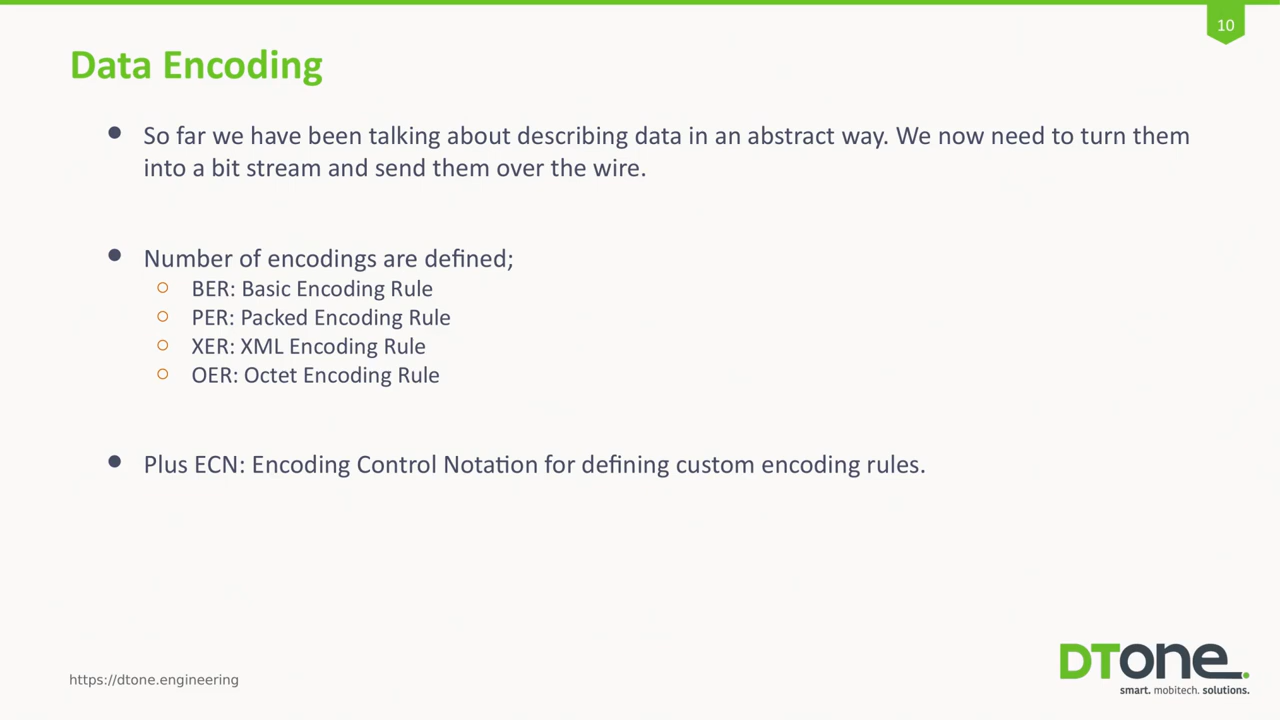 10
Data Encoding
● So far we have been talking about describing data in an abstract way. We now need to turn them
into a bit stream and send them over the wire.
● Number of encodings are defined;
○ BER: Basic Encoding Rule
○ PER: Packed Encoding Rule
○ XER: XML Encoding Rule
○ OER: Octet Encoding Rule
● Plus ECN: Encoding Control Notation for defining custom encoding rules.
https://dtone.engineering
DTone.
smart. mobitech. solutions.